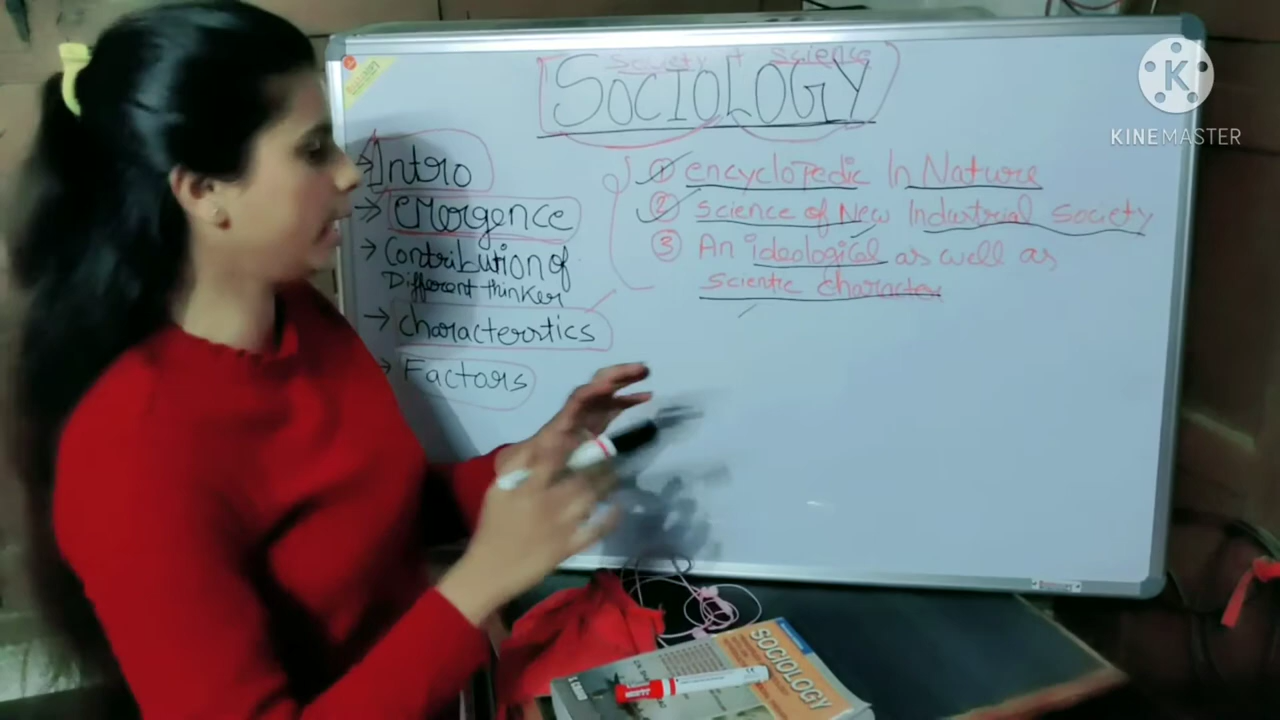 Society + science
SOCIOLOGY
→ Intro
→ Emergence
→ Contribution of
Different thinker
→ Characterstics
→ Factors
① encyclopedic In Nature
② science of New Industrial Society
③ An ideological as well as
scientic character
KINEMASTER
SOCIOLOGY